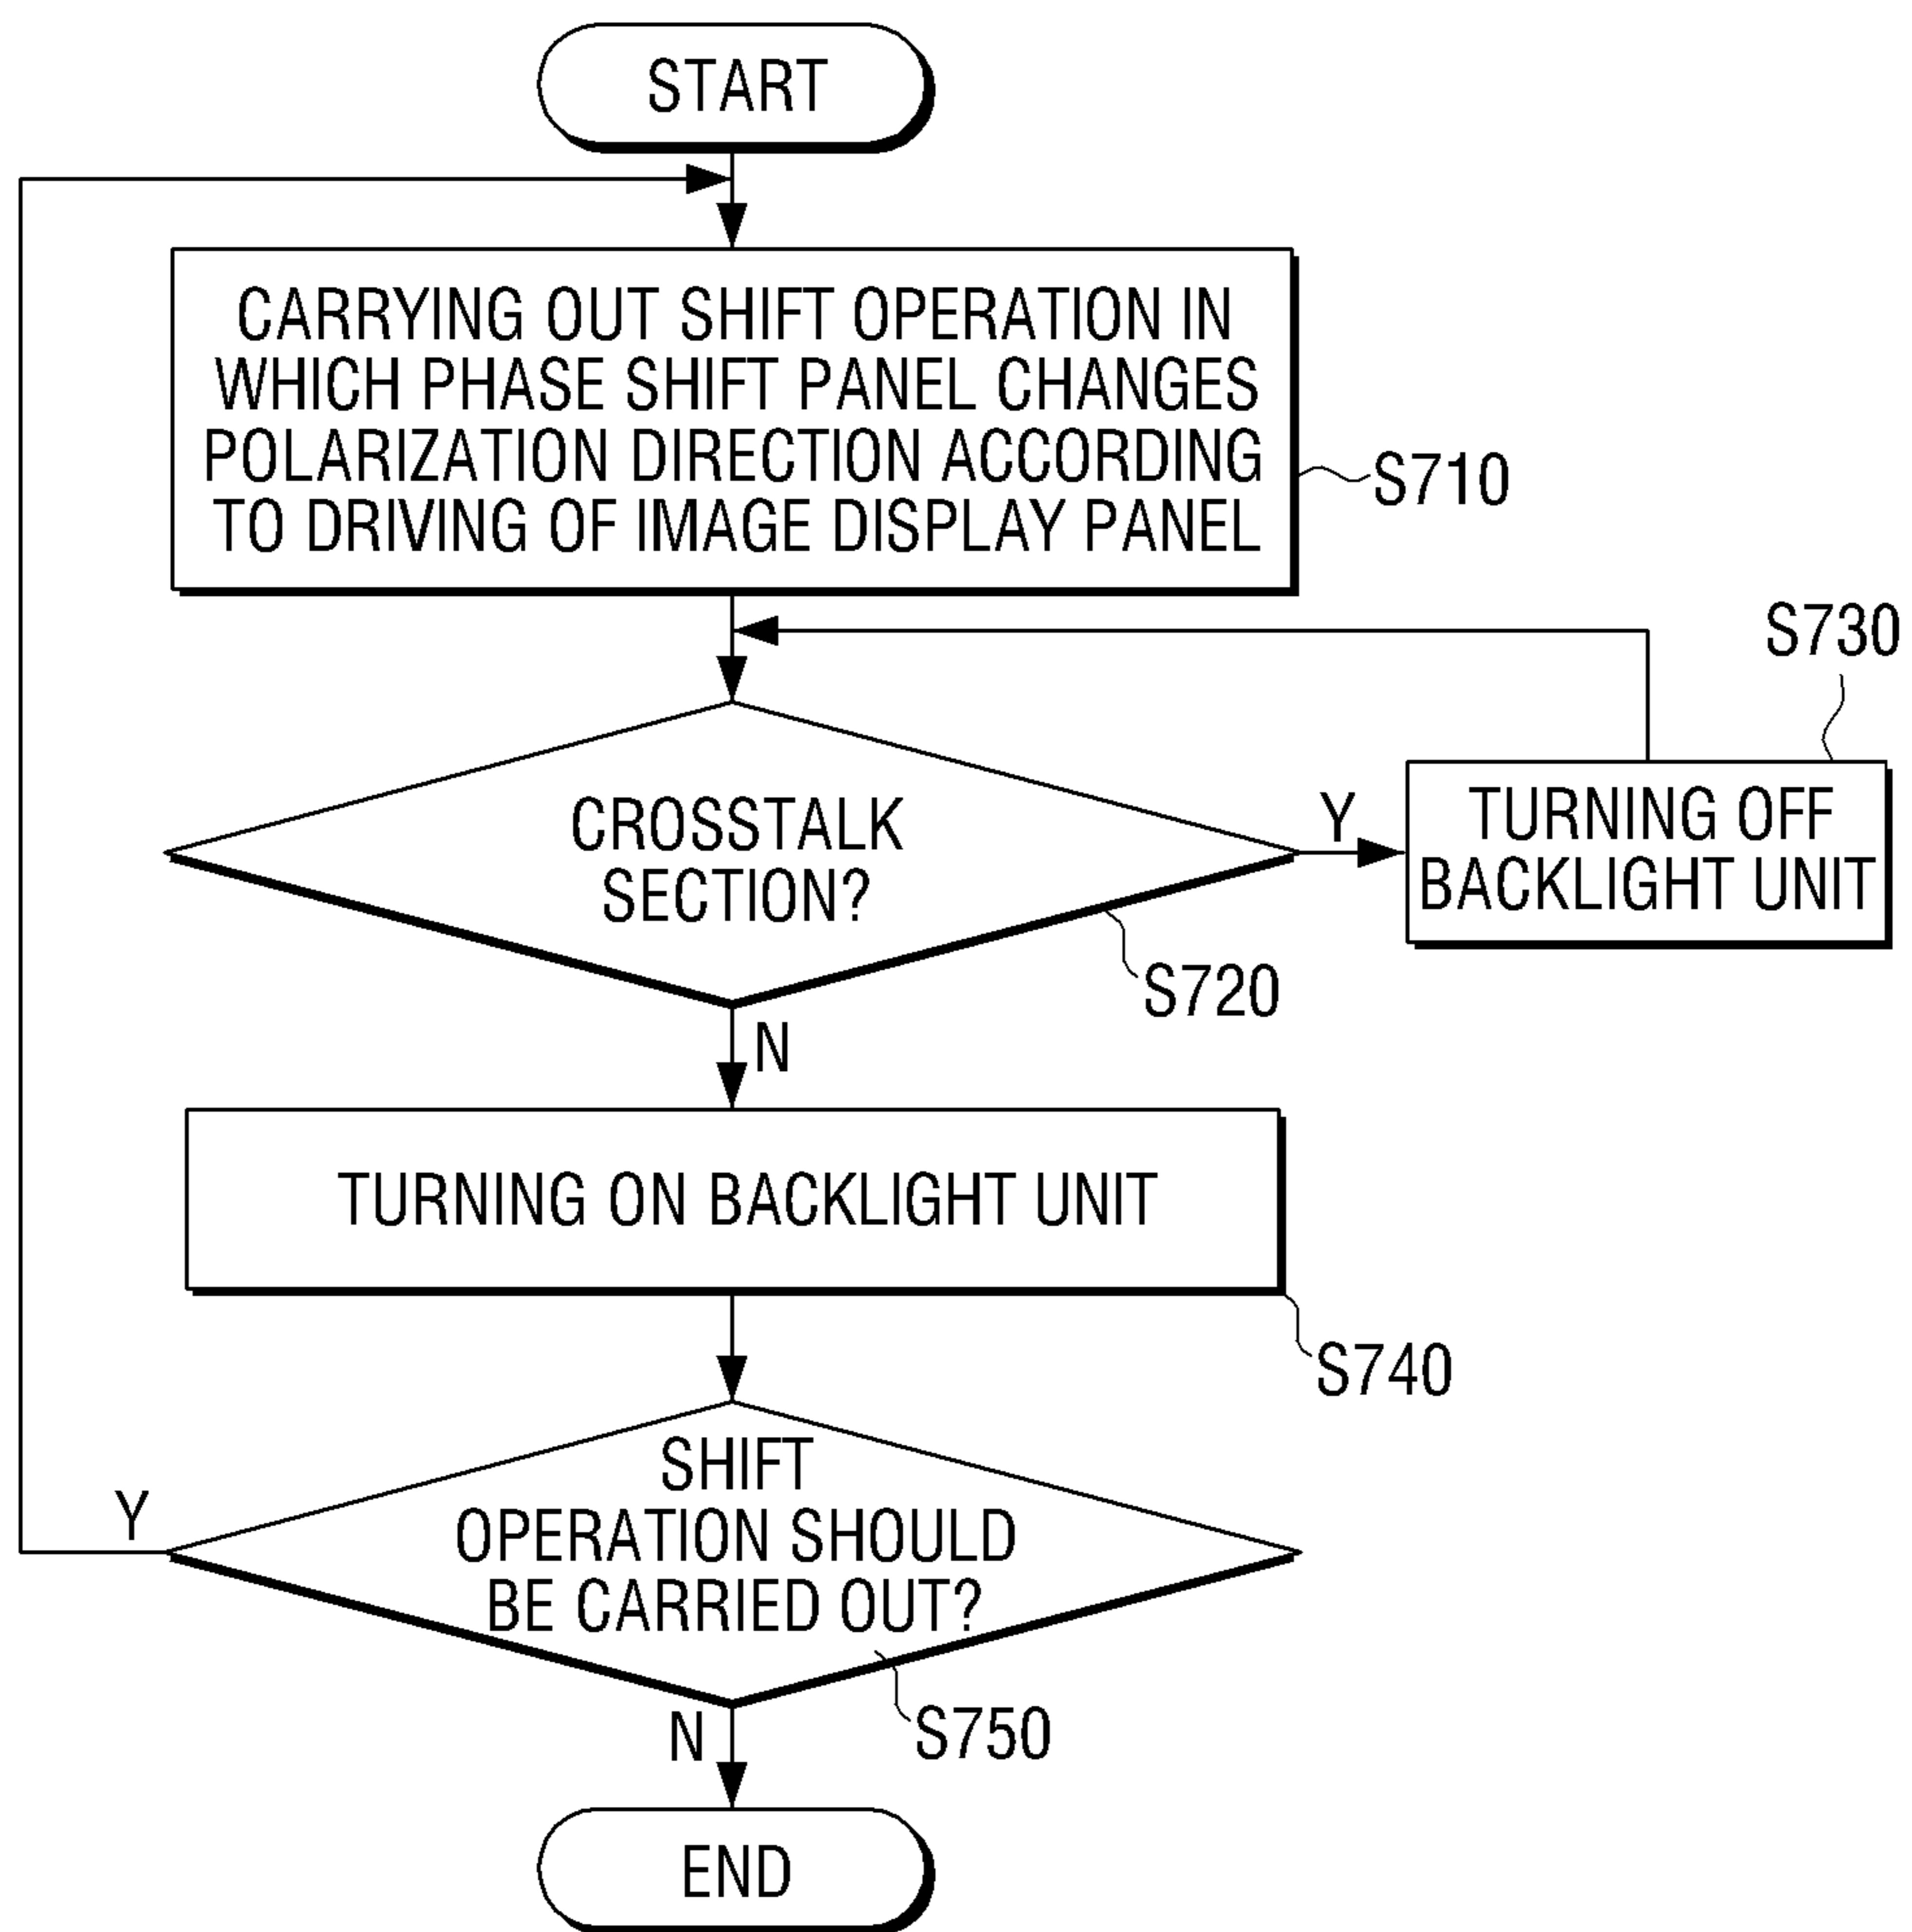 START
CARRYING OUT SHIFT OPERATION IN
WHICH PHASE SHIFT PANEL CHANGES
POLARIZATION DIRECTION ACCORDING
TO DRIVING OF IMAGE DISPLAY PANEL
S710
CROSSTALK
SECTION?
S720
Y
S730
TURNING OFF
BACKLIGHT UNIT
N
TURNING ON BACKLIGHT UNIT
S740
SHIFT
OPERATION SHOULD
BE CARRIED OUT?
S750
Y
N
END